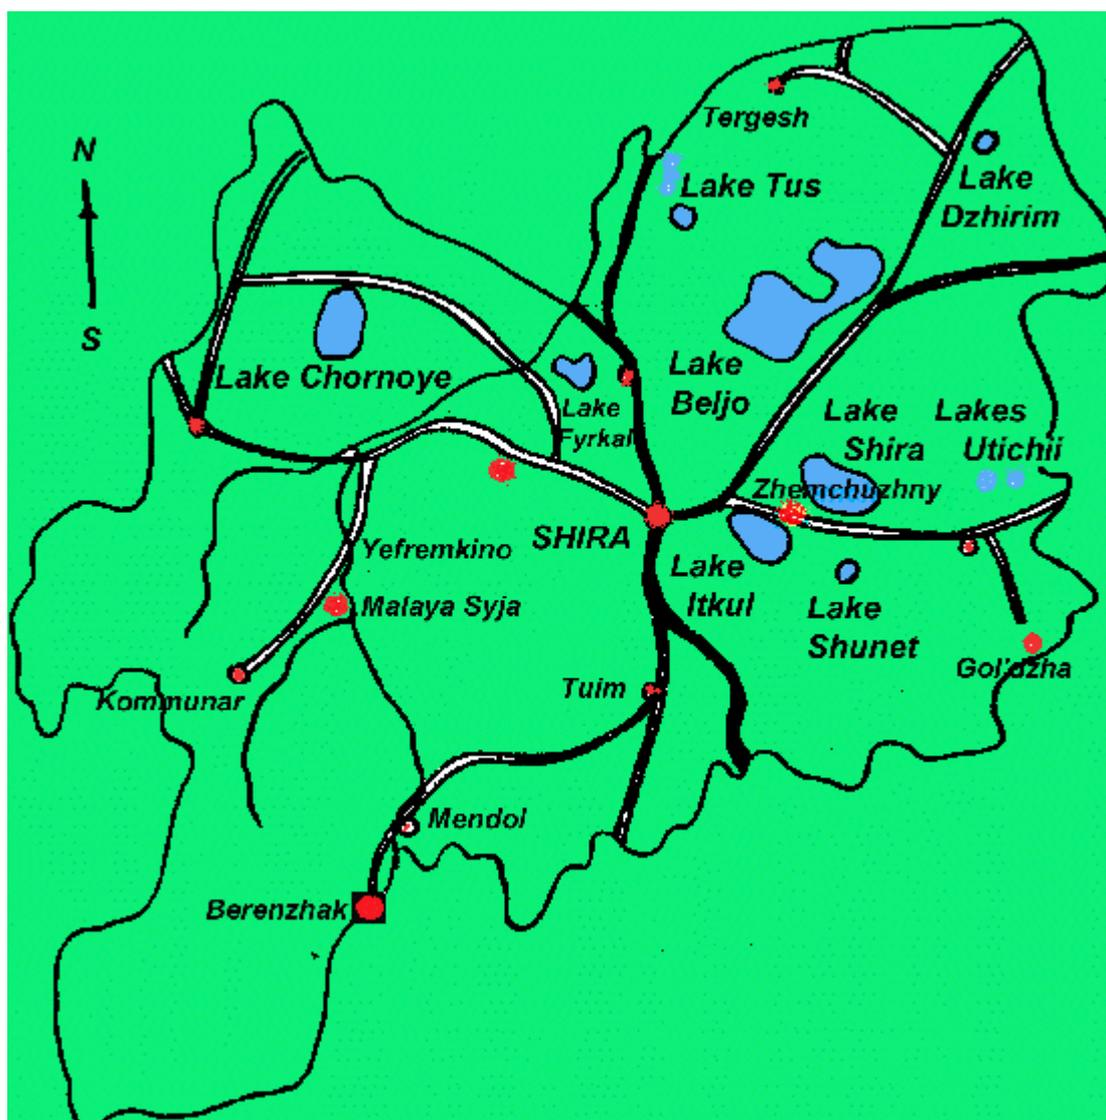 Tergesh
N
Lake Tus
Lake
Dzhirim
S
Lake Chornoye
Lake
Beljo
Lake
Fyrkal
Lake
Shira
Lakes
Utichii
Zhemchuzhny
SHIRA
Yefremkino
Lake
Itkul
Malaya Syja
Lake
Shunet
Gol'dzha
Tuim
Kommunar
Mendol
Berenzhak